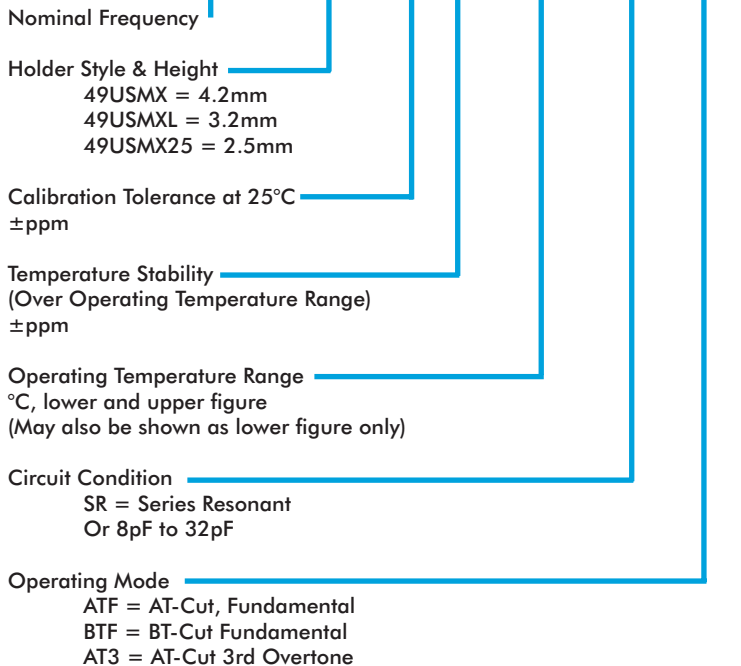 Nominal Frequency
Holder Style & Height
49USMX = 4.2mm
49USMXL = 3.2mm
49USMX25 = 2.5mm
Calibration Tolerance at 25°C
±ppm
Temperature Stability
(Over Operating Temperature Range)
±ppm
Operating Temperature Range
°C, lower and upper figure
(May also be shown as lower figure only)
Circuit Condition
SR = Series Resonant
Or 8pF to 32pF
Operating Mode
ATF = AT-Cut, Fundamental
BTF = BT-Cut Fundamental
AT3 = AT-Cut 3rd Overtone